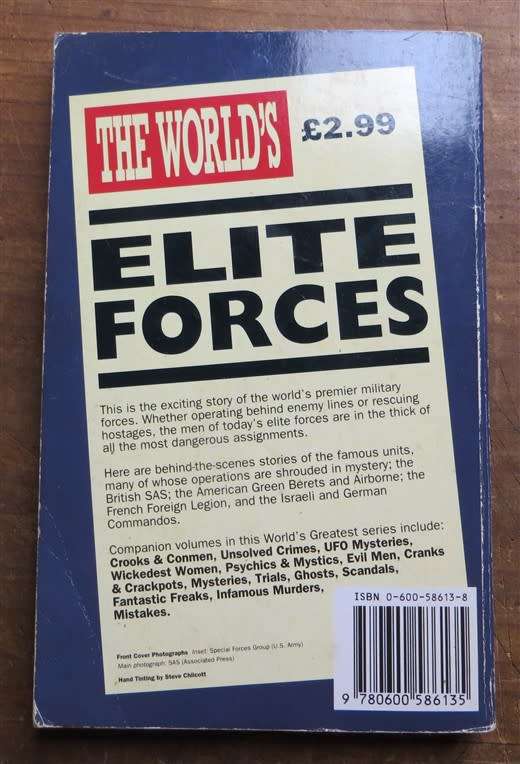 THE WORLD'S
£2.99
ELITE
FORCES
This is the exciting story of the world's premier military
forces. Whether operating behind enemy lines or rescuing
hostages, the men of today's elite forces are in the thick of
all the most dangerous assignments.
Here are behind-the-scenes stories of the famous units,
many of whose operations are shrouded in mystery; the
British SAS; the American Green Berets and Airborne; the
French Foreign Legion, and the Israeli and German
Commandos.
Companion volumes in this World's Greatest series include:
Crooks & Conmen, Unsolved Crimes, UFO Mysteries,
Wickedest Women, Psychics & Mystics, Evil Men, Cranks
& Crackpots, Mysteries, Trials, Ghosts, Scandals,
Fantastic Freaks, Infamous Murders,
Mistakes.
Front Cover Photographs Inset: Special Forces Group (U.S. Army)
Main photograph: SAS (Associated Press)
Hand Tinting by Steve Chilcott
ISBN 0-600-58613-8
9 780600 586135